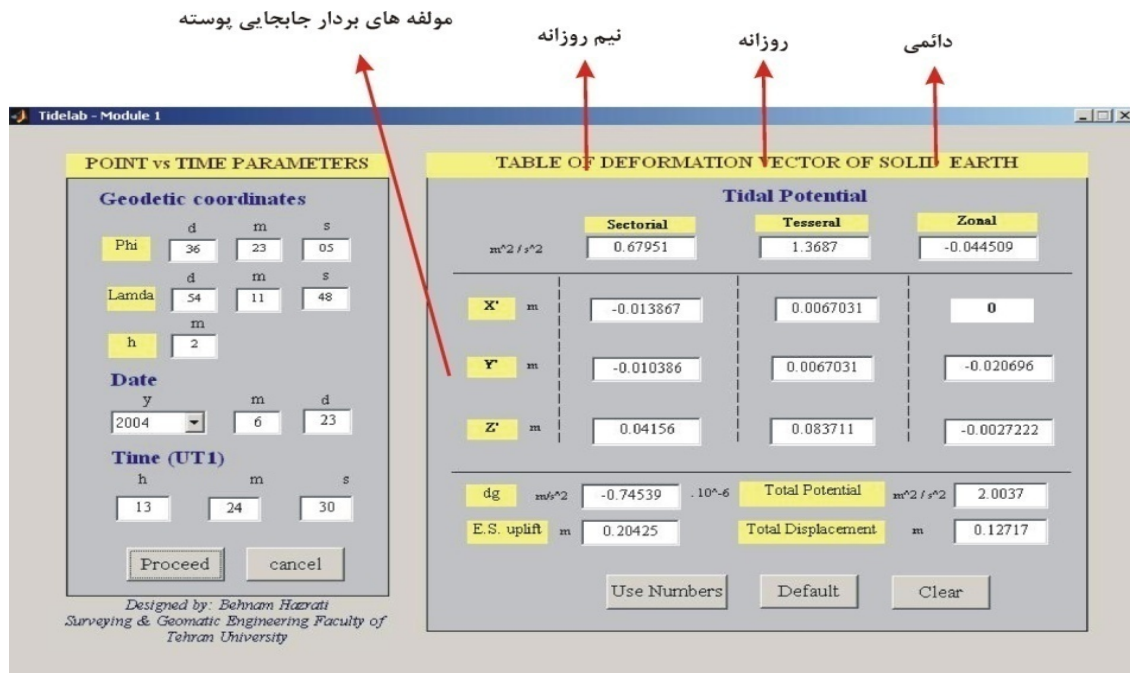 مولفه های بردار جابجایی پوسته
نیم روزانه
روزانه
دائمی
Tidelab - Module 1
POINT vs TIME PARAMETERS
Geodetic coordinates
d m s
Phi 36 23 05
d m s
Lamda 54 11 48
m
h 2
Date
y m d
2004 6 23
Time (UT1)
h m s
13 24 30
Proceed cancel
Designed by: Behnam Hazrati
Surveying & Geomatic Engineering Faculty of
Tehran University
TABLE OF DEFORMATION VECTOR OF SOLID EARTH
Tidal Potential
Sectorial Tesseral Zonal
m^2 / s^2 0.67951 1.3687 -0.044509
X' m -0.013867 0.0067031 0
Y' m -0.010386 0.0067031 -0.020696
Z' m 0.04156 0.083711 -0.0027222
dg m/s^2 -0.74539 . 10^-6 Total Potential m^2 / s^2 2.0037
E.S. uplift m 0.20425 Total Displacement m 0.12717
Use Numbers Default Clear